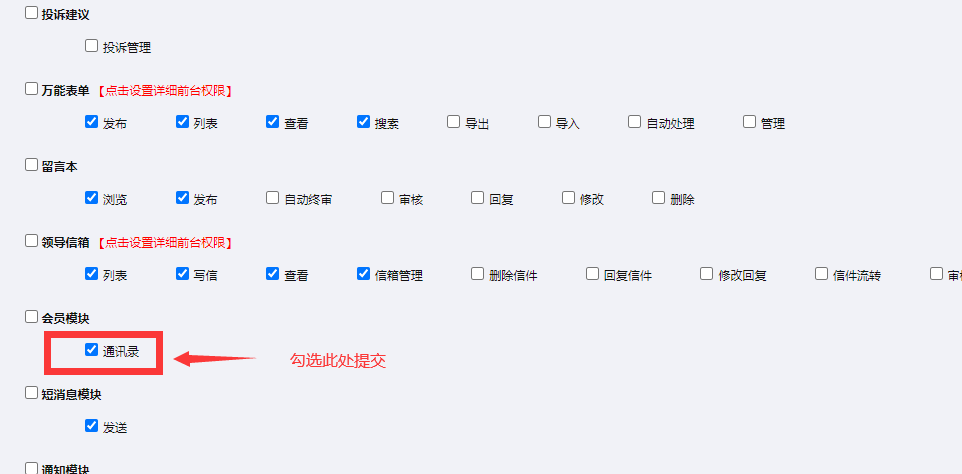 投诉建议
投诉管理
万能表单 【点击设置详细前台权限】
发布 列表 查看 搜索 导出 导入 自动处理 管理
留言本
浏览 发布 自动终审 审核 回复 修改 删除
领导信箱 【点击设置详细前台权限】
列表 写信 查看 信箱管理 删除信件 回复信件 修改回复 信件流转 审
会员模块
通讯录 勾选此处提交
短消息模块
发送
通知模块